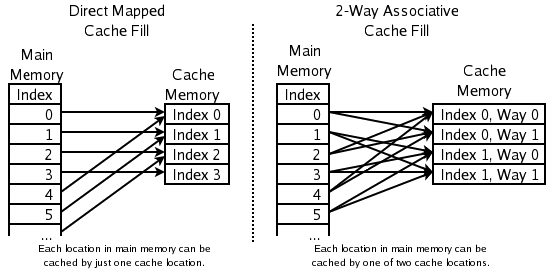 Direct Mapped
Cache Fill
Main
Memory
Index
0
1
2
3
4
5
...
Cache
Memory
Index 0
Index 1
Index 2
Index 3
Each location in main memory can be
cached by just one cache location.
2-Way Associative
Cache Fill
Main
Memory
Index
0
1
2
3
4
5
...
Cache
Memory
Index 0, Way 0
Index 0, Way 1
Index 1, Way 0
Index 1, Way 1
Each location in main memory can be
cached by one of two cache locations.